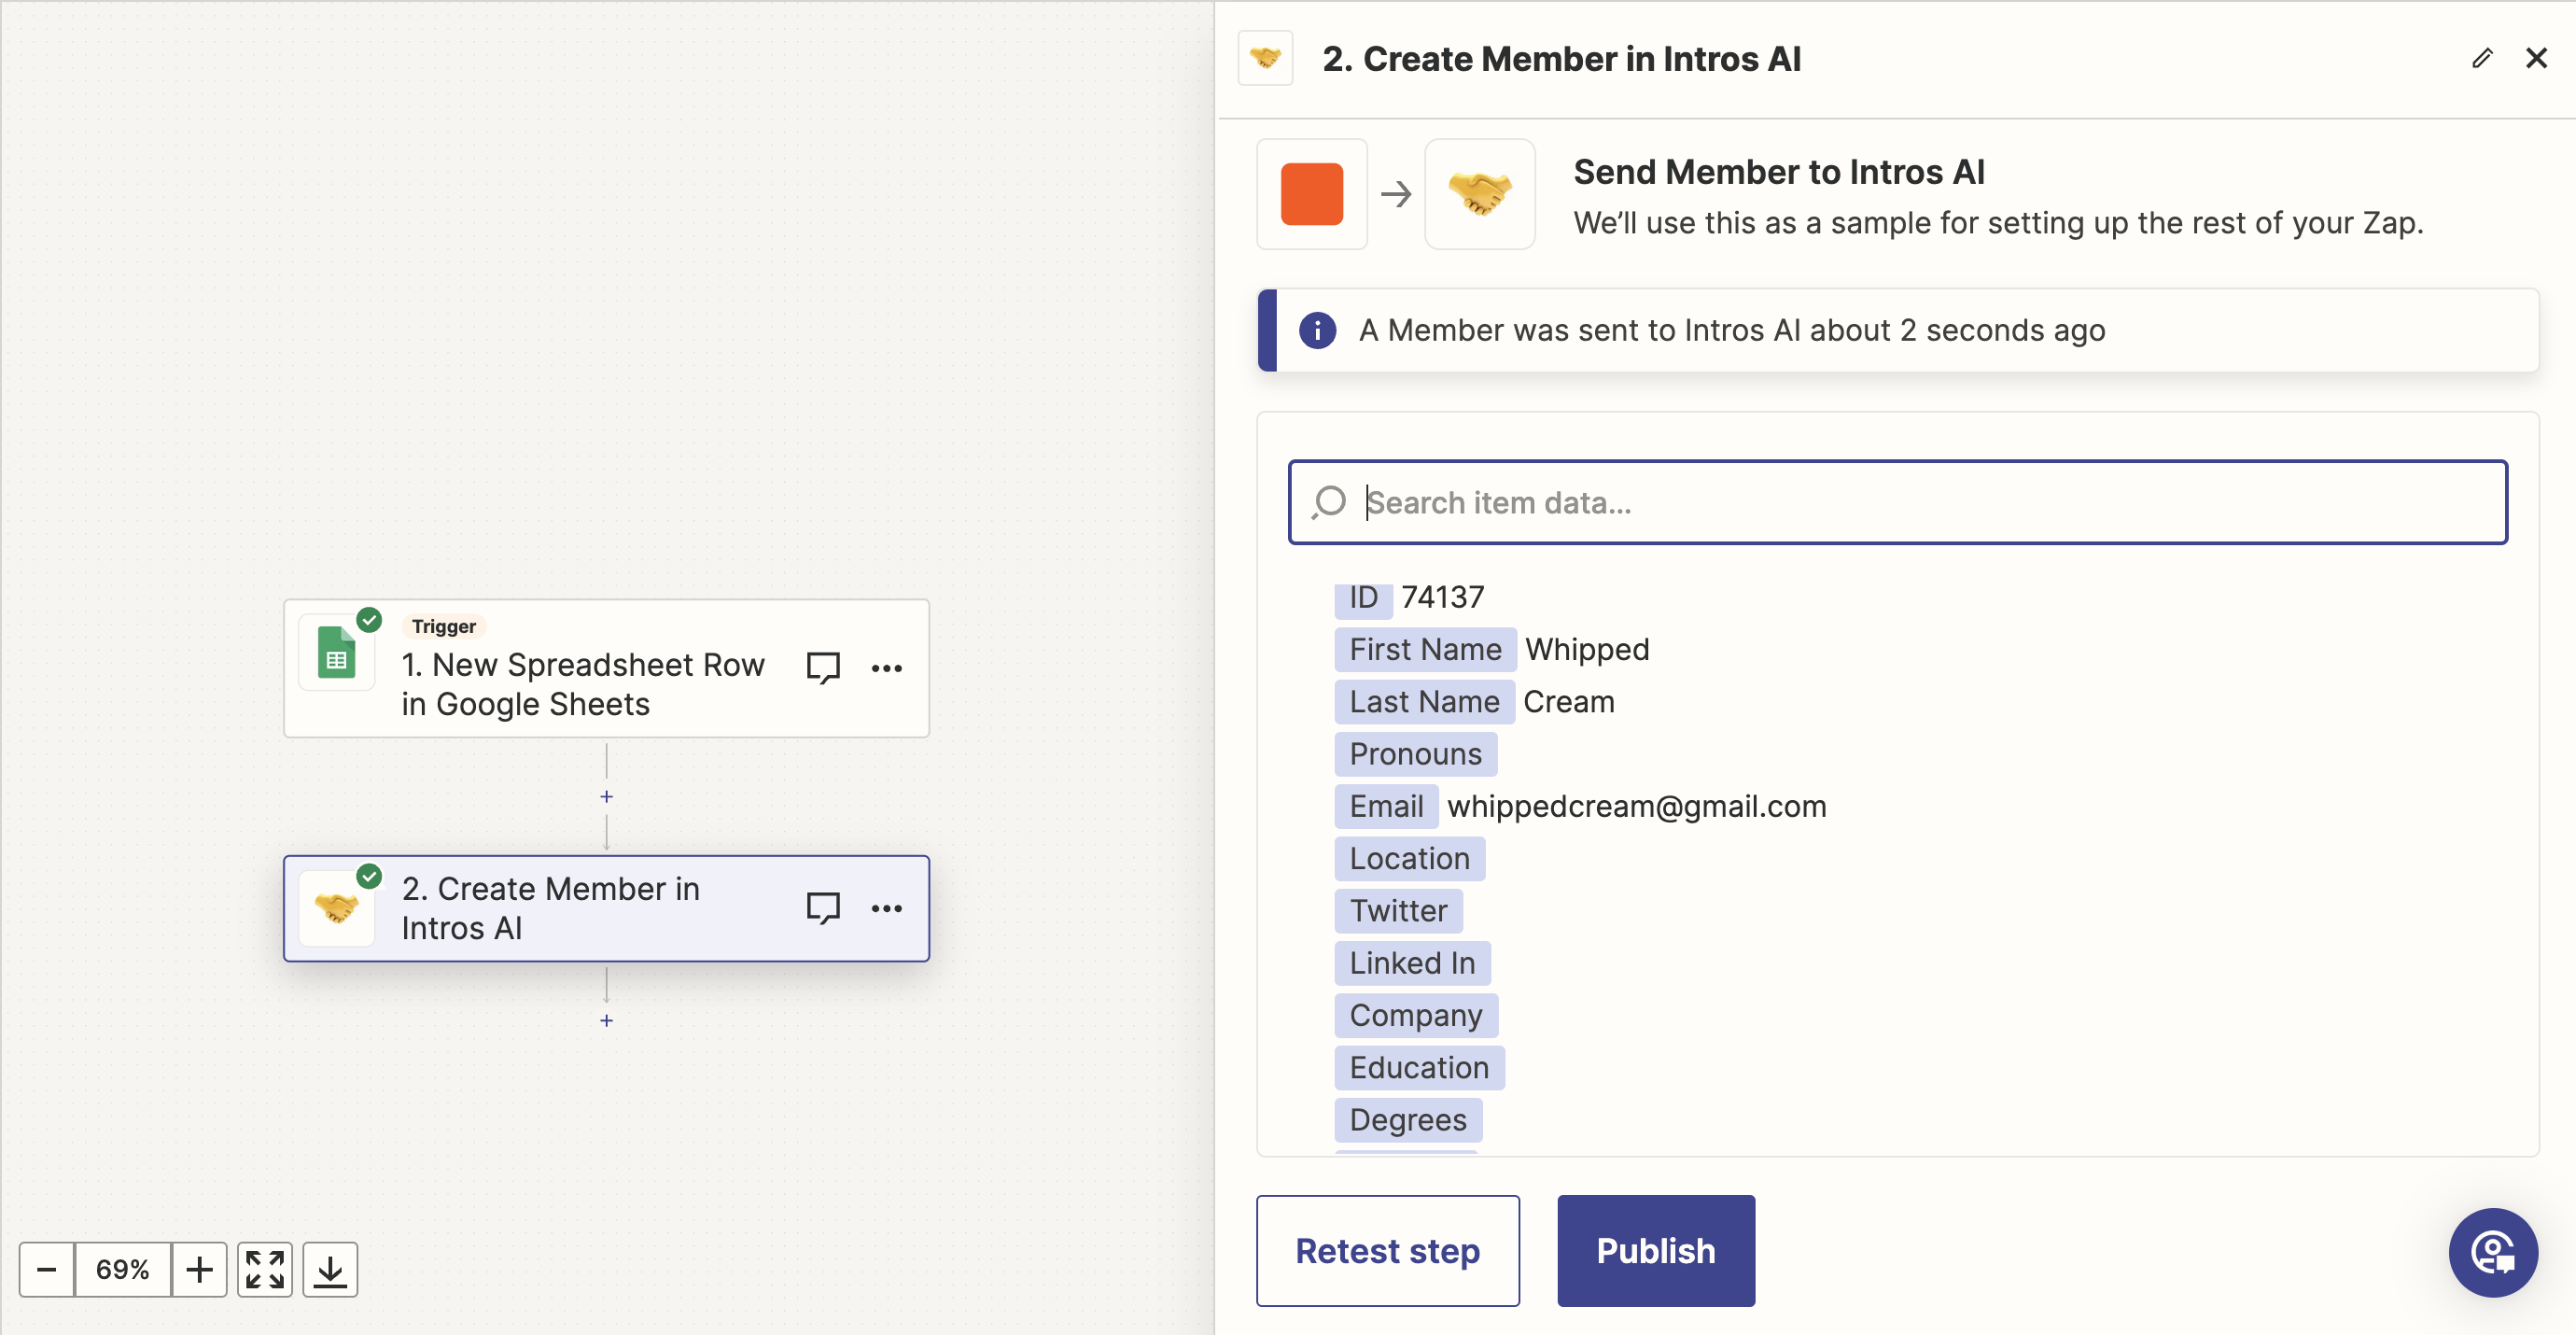 Trigger
1. New Spreadsheet Row
in Google Sheets
+
2. Create Member in
Intros AI
+
69%
2. Create Member in Intros AI
Send Member to Intros AI
We’ll use this as a sample for setting up the rest of your Zap.
A Member was sent to Intros AI about 2 seconds ago
Search item data...
ID 74137
First Name Whipped
Last Name Cream
Pronouns
Email whippedcream@gmail.com
Location
Twitter
Linked In
Company
Education
Degrees
Retest step
Publish